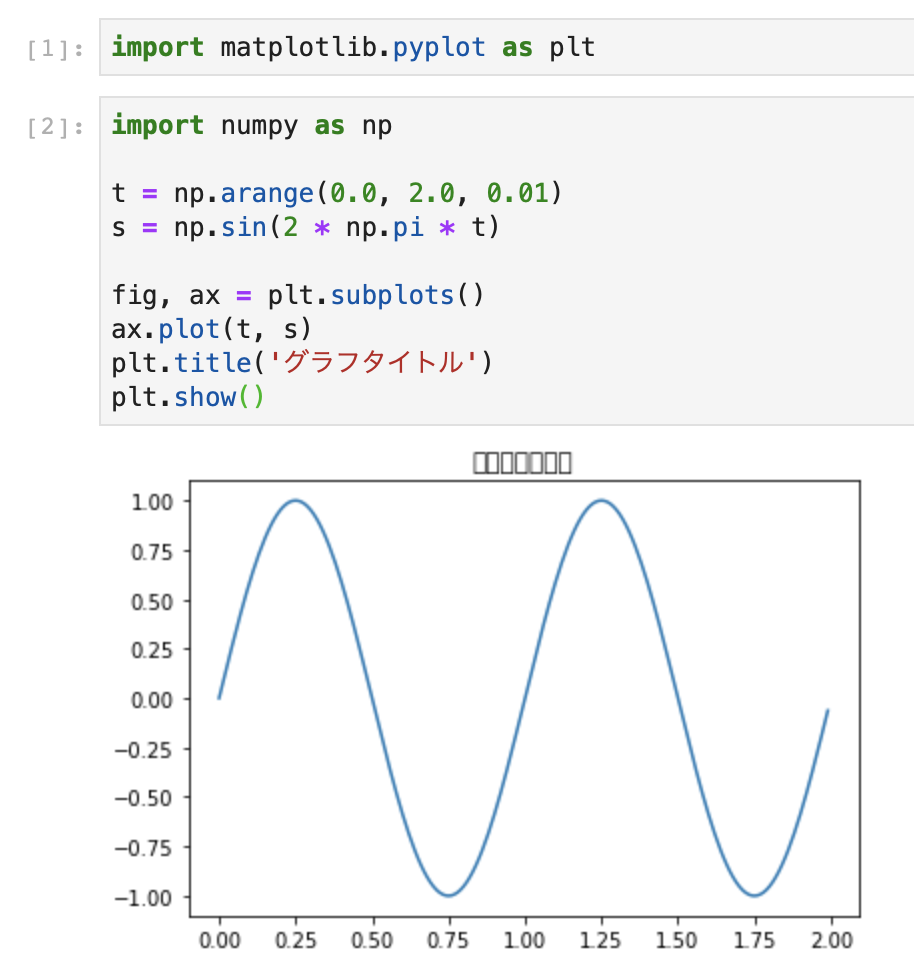 [1]: import matplotlib.pyplot as plt
[2]: import numpy as np
t = np.arange(0.0, 2.0, 0.01)
s = np.sin(2 * np.pi * t)
fig, ax = plt.subplots()
ax.plot(t, s)
plt.title('グラフタイトル')
plt.show()
□□□□□□□
1.00
0.75
0.50
0.25
0.00
−0.25
−0.50
−0.75
−1.00
0.00 0.25 0.50 0.75 1.00 1.25 1.50 1.75 2.00